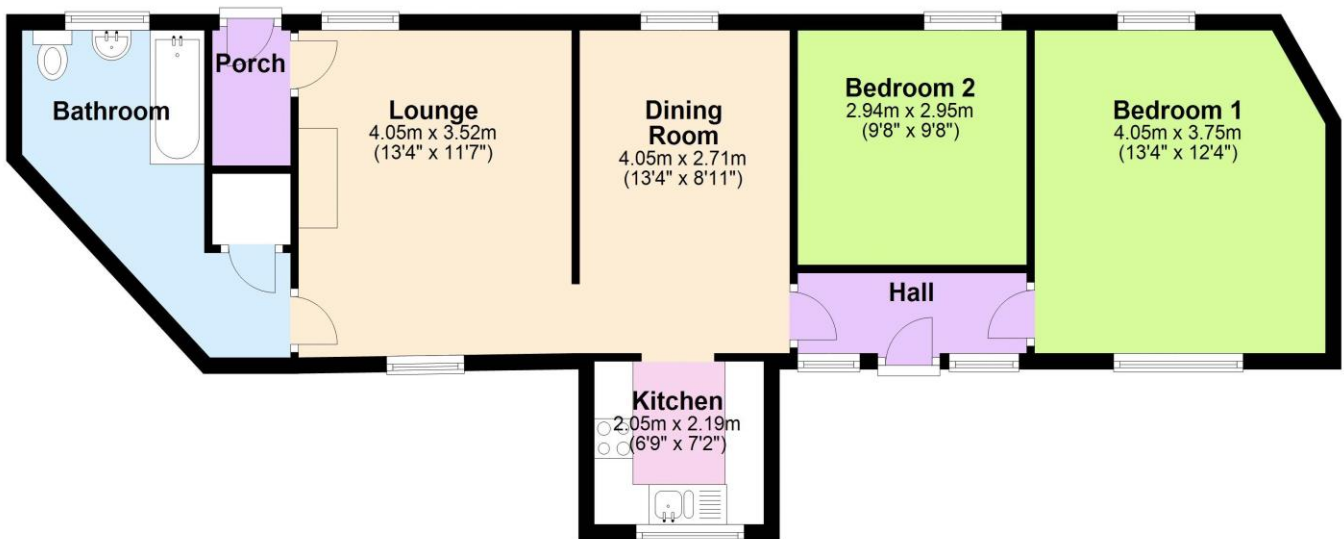 Bathroom
Porch
Lounge
4.05m x 3.52m
(13'4" x 11'7")
Dining
Room
4.05m x 2.71m
(13'4" x 8'11")
Bedroom 2
2.94m x 2.95m
(9'8" x 9'8")
Bedroom 1
4.05m x 3.75m
(13'4" x 12'4")
Hall
Kitchen
2.05m x 2.19m
(6'9" x 7'2")